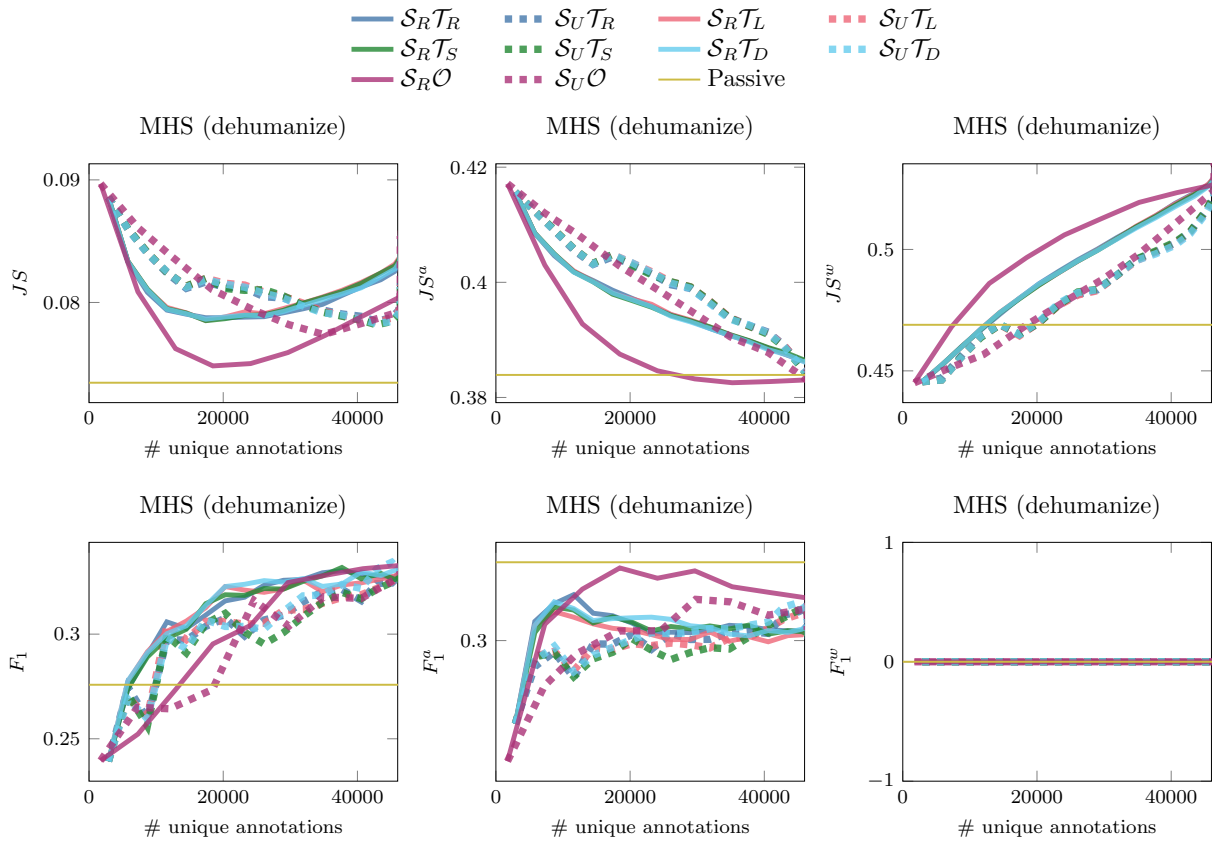 𝒮_R𝒯_R 𝒮_U𝒯_R 𝒮_R𝒯_L 𝒮_U𝒯_L
𝒮_R𝒯_S 𝒮_U𝒯_S 𝒮_R𝒯_D 𝒮_U𝒯_D
𝒮_R𝒪 𝒮_U𝒪 Passive
MHS (dehumanize) MHS (dehumanize) MHS (dehumanize)
JS
0.09
0.08
0 20000 40000
# unique annotations
JS^a
0.42
0.4
0.38
0 20000 40000
# unique annotations
JS^w
0.5
0.45
0 20000 40000
# unique annotations
MHS (dehumanize) MHS (dehumanize) MHS (dehumanize)
F_1
0.3
0.25
0 20000 40000
# unique annotations
F_1^a
0.3
0 20000 40000
# unique annotations
F_1^w
1
0
−1
0 20000 40000
# unique annotations